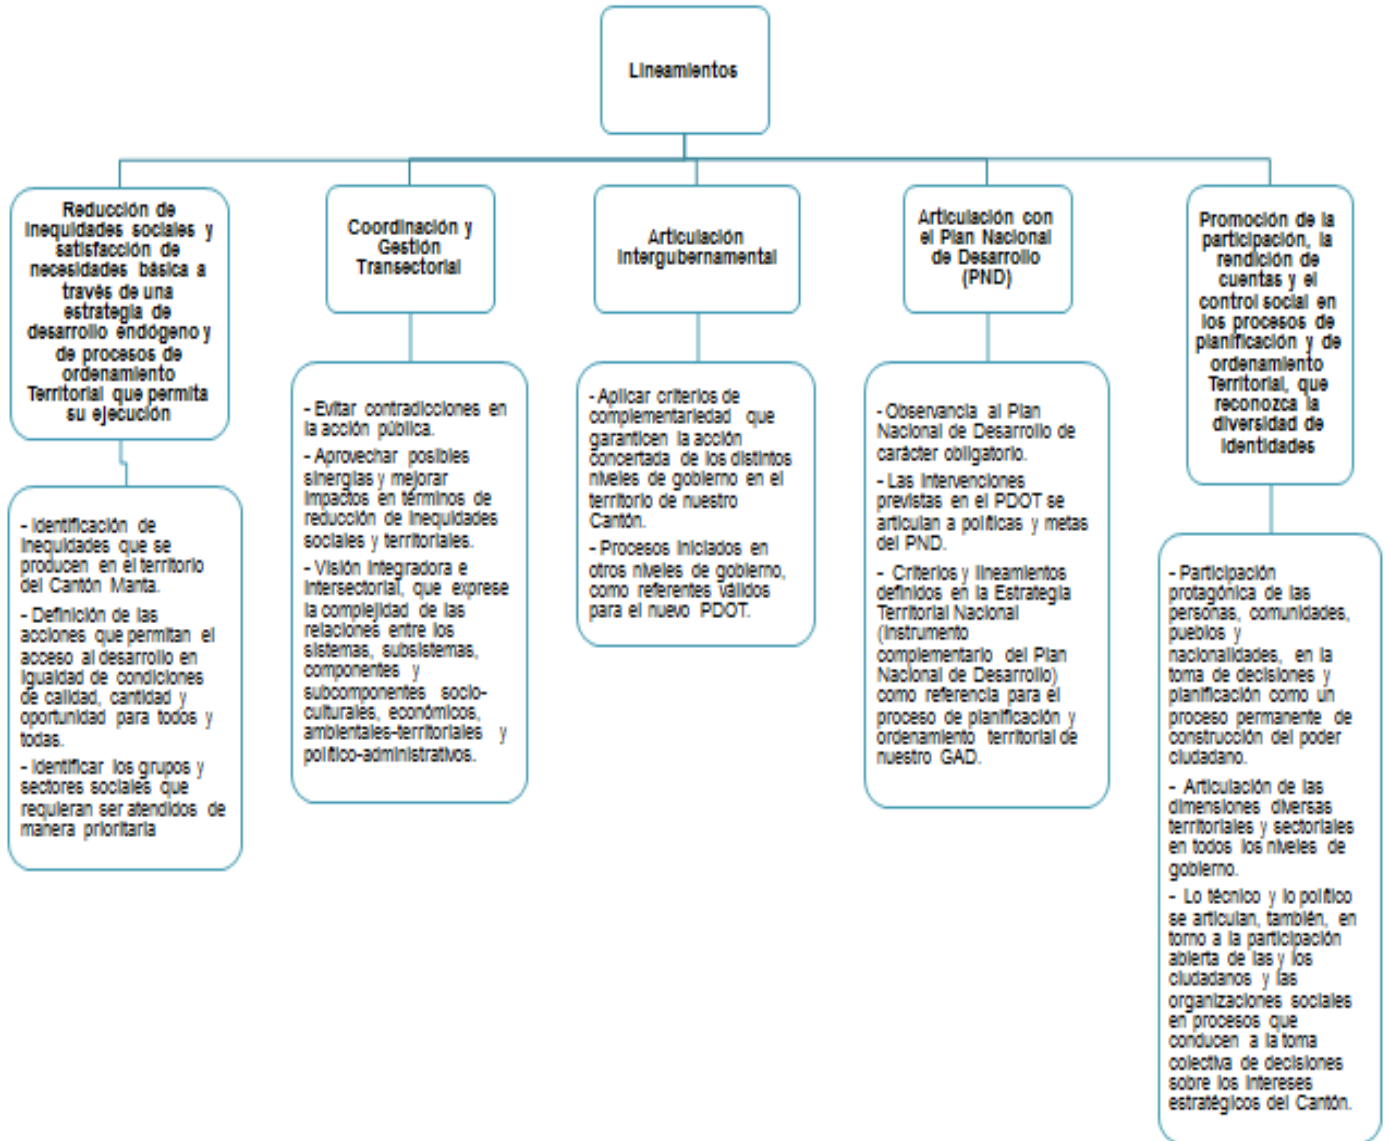 Lineamientos
Reducción de
inequidades sociales y
satisfacción de
necesidades básica a
través de una
estrategia de
desarrollo endógeno y
de procesos de
ordenamiento
Territorial que permita
su ejecución
- Identificación de
inequidades que se
producen en el territorio
del Cantón Manta.
- Definición de las
acciones que permitan el
acceso al desarrollo en
igualdad de condiciones
de calidad, cantidad y
oportunidad para todos y
todas.
- Identificar los grupos y
sectores sociales que
requieran ser atendidos de
manera prioritaria
Coordinación y
Gestión
Transectorial
- Evitar contradicciones en
la acción pública.
- Aprovechar posibles
sinergias y mejorar
impactos en términos de
reducción de inequidades
sociales y territoriales.
- Visión integradora e
intersectorial, que exprese
la complejidad de las
relaciones entre los
sistemas, subsistemas,
componentes y
subcomponentes socio-
culturales, económicos,
ambientales-territoriales y
político-administrativos.
Articulación
Intergubernamental
- Aplicar criterios de
complementariedad que
garanticen la acción
concertada de los distintos
niveles de gobierno en el
territorio de nuestro
Cantón.
- Procesos iniciados en
otros niveles de gobierno,
como referentes válidos
para el nuevo PDOT.
Articulación con
el Plan Nacional
de Desarrollo
(PND)
- Observancia al Plan
Nacional de Desarrollo de
carácter obligatorio.
- Las intervenciones
previstas en el PDOT se
articulan a políticas y metas
del PND.
- Criterios y lineamientos
definidos en la Estrategia
Territorial Nacional
(Instrumento
complementario del Plan
Nacional de Desarrollo)
como referencia para el
proceso de planificación y
ordenamiento territorial de
nuestro GAD.
Promoción de la
participación, la
rendición de
cuentas y el
control social en
los procesos de
planificación y de
ordenamiento
Territorial, que
reconozca la
diversidad de
identidades
- Participación
protagónica de las
personas, comunidades,
pueblos y
nacionalidades, en la
toma de decisiones y
planificación como un
proceso permanente de
construcción del poder
ciudadano.
- Articulación de las
dimensiones diversas
territoriales y sectoriales
en todos los niveles de
gobierno.
- Lo técnico y lo político
se articulan, también, en
torno a la participación
abierta de las y los
ciudadanos y las
organizaciones sociales
en procesos que
conducen a la toma
colectiva de decisiones
sobre los intereses
estratégicos del Cantón.